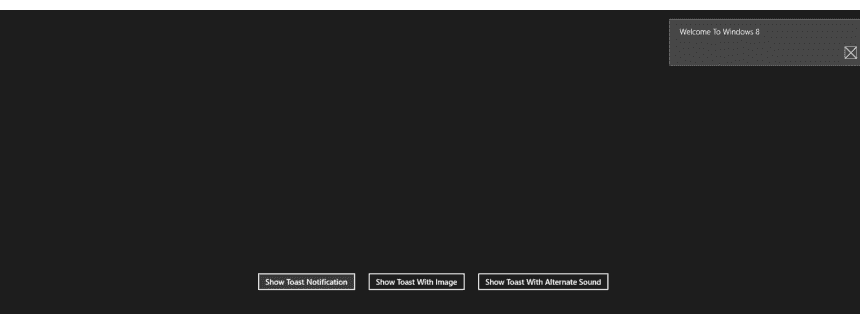 Welcome To Windows 8
Show Toast Notification
Show Toast With Image
Show Toast With Alternate Sound